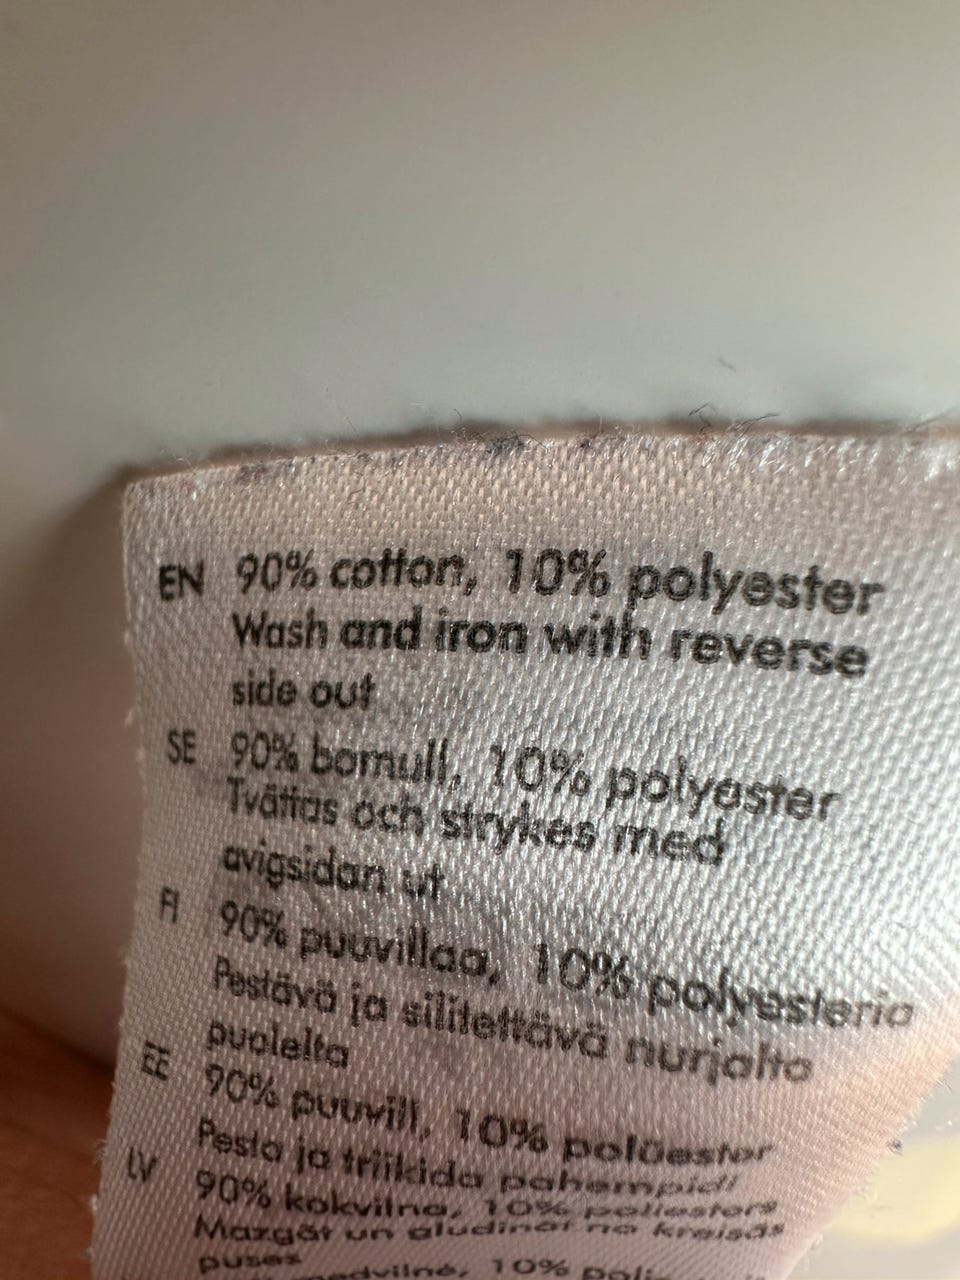 EN 90% cotton, 10% polyester
Wash and iron with reverse
side out
SE 90% bomull, 10% polyester
Tvättas och strykes med
avigsidan ut
FI 90% puuvillaa, 10% polyesteria
Pestävä ja silitettävä nurjalta
puolelta
EE 90% puuvill, 10% polüester
Pesta ja triikida pahempidi
LV 90% kokvilna, 10% poliesters
Mazgāt un gludināt no kreisās
puses
medvilnė, 10%